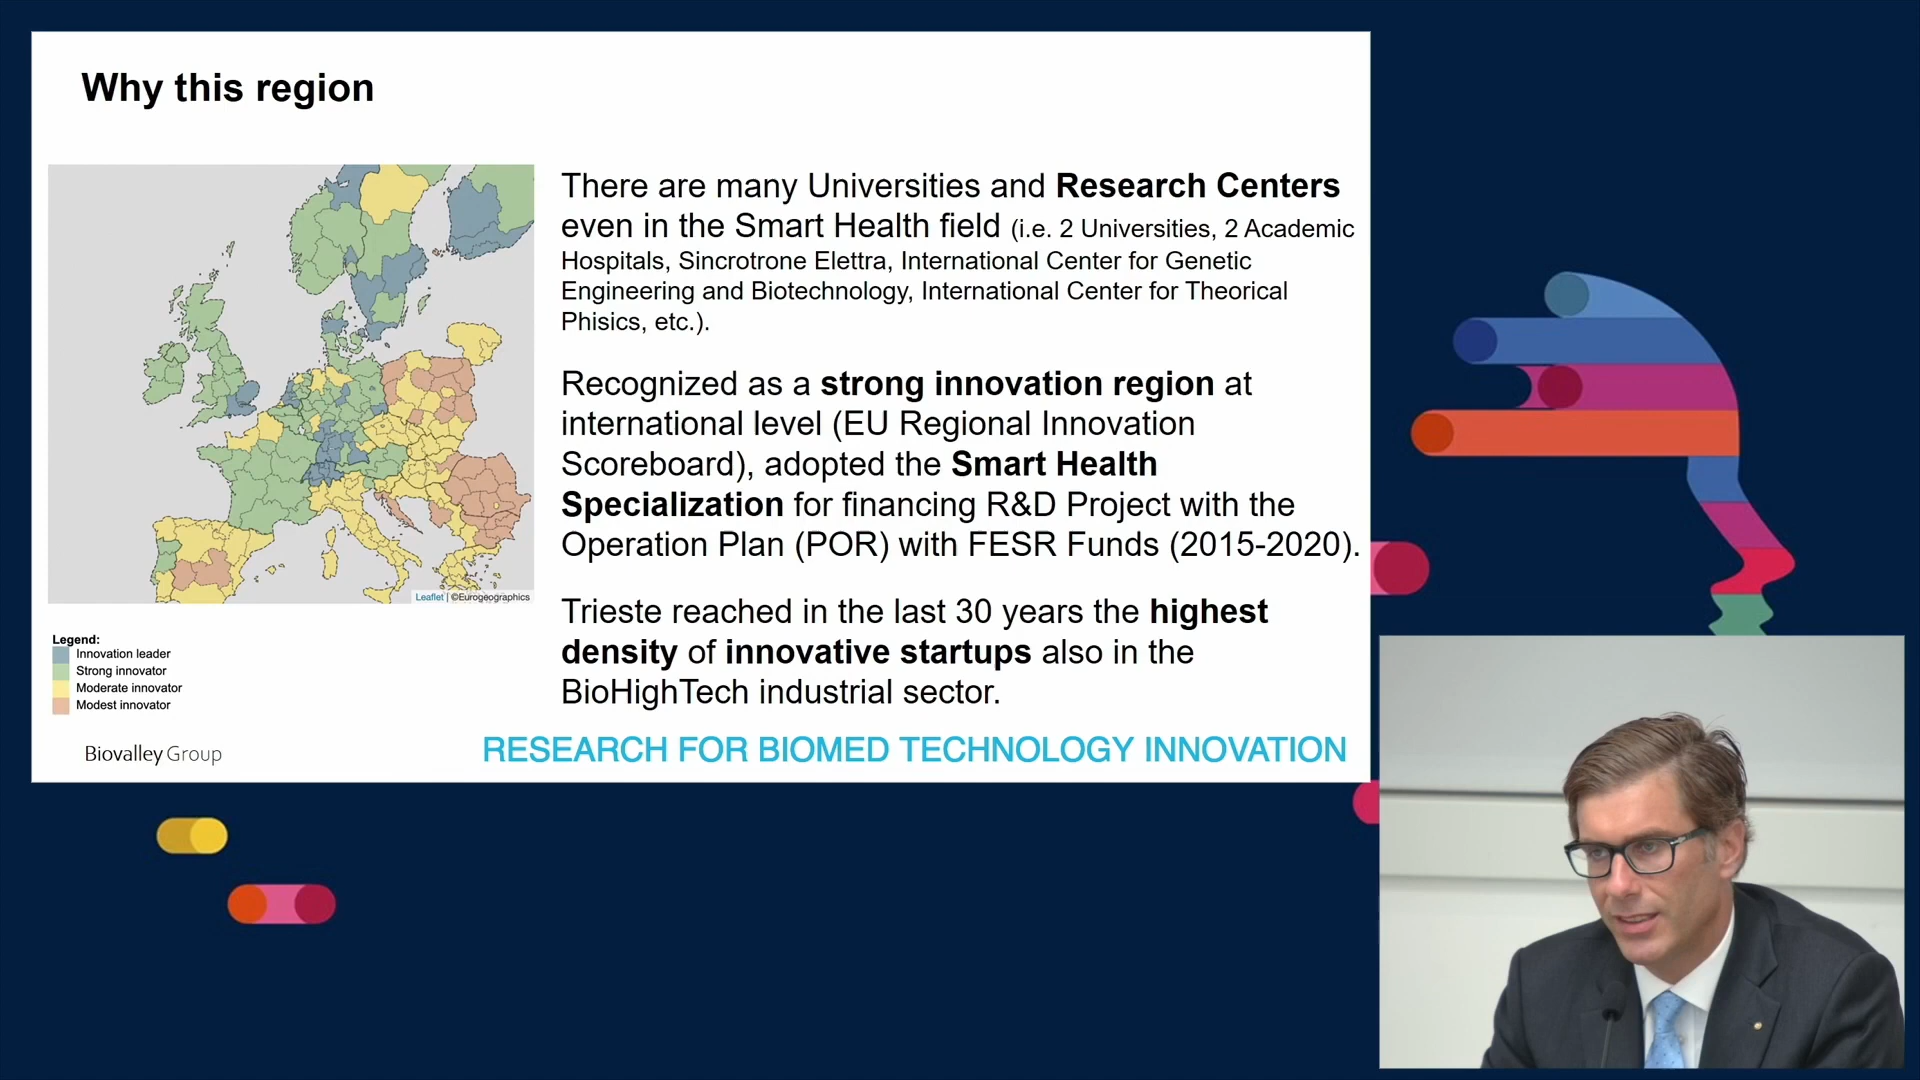 Why this region
There are many Universities and Research Centers
even in the Smart Health field (i.e. 2 Universities, 2 Academic
Hospitals, Sincrotrone Elettra, International Center for Genetic
Engineering and Biotechnology, International Center for Theorical
Phisics, etc.).
Recognized as a strong innovation region at
international level (EU Regional Innovation
Scoreboard), adopted the Smart Health
Specialization for financing R&D Project with the
Operation Plan (POR) with FESR Funds (2015-2020).
Trieste reached in the last 30 years the highest
density of innovative startups also in the
BioHighTech industrial sector.
Leaflet | ©Eurogeographics
Legend:
Innovation leader
Strong innovator
Moderate innovator
Modest innovator
Biovalley Group
RESEARCH FOR BIOMED TECHNOLOGY INNOVATION